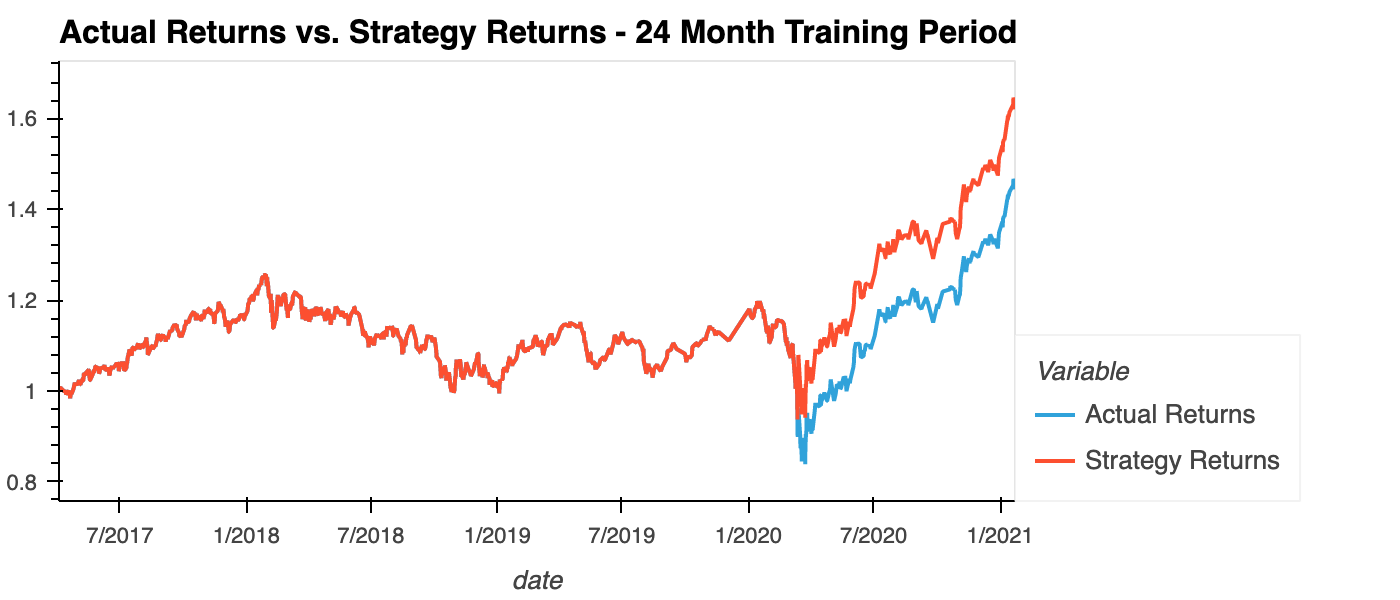 Actual Returns vs. Strategy Returns - 24 Month Training Period
1.6
1.4
1.2
1
0.8
7/2017 1/2018 7/2018 1/2019 7/2019 1/2020 7/2020 1/2021
date
Variable
Actual Returns
Strategy Returns